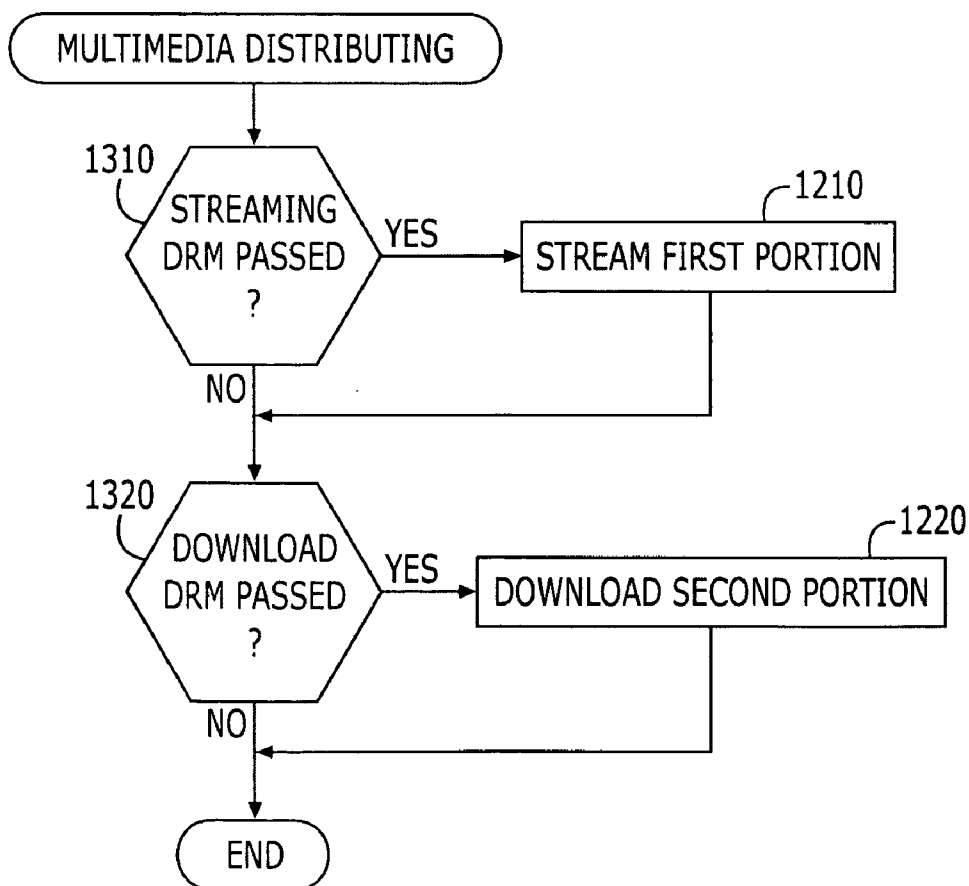 MULTIMEDIA DISTRIBUTING
1310
STREAMING
DRM PASSED
?
YES
1210
STREAM FIRST PORTION
NO
1320
DOWNLOAD
DRM PASSED
?
YES
1220
DOWNLOAD SECOND PORTION
NO
END